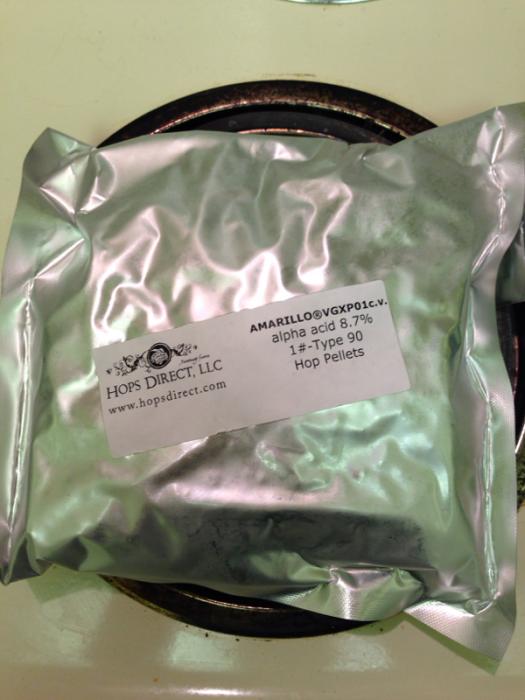 HOPS DIRECT, LLC
www.hopsdirect.com
AMARILLO®VGXP01c.v.
alpha acid 8.7%
1#-Type 90
Hop Pellets